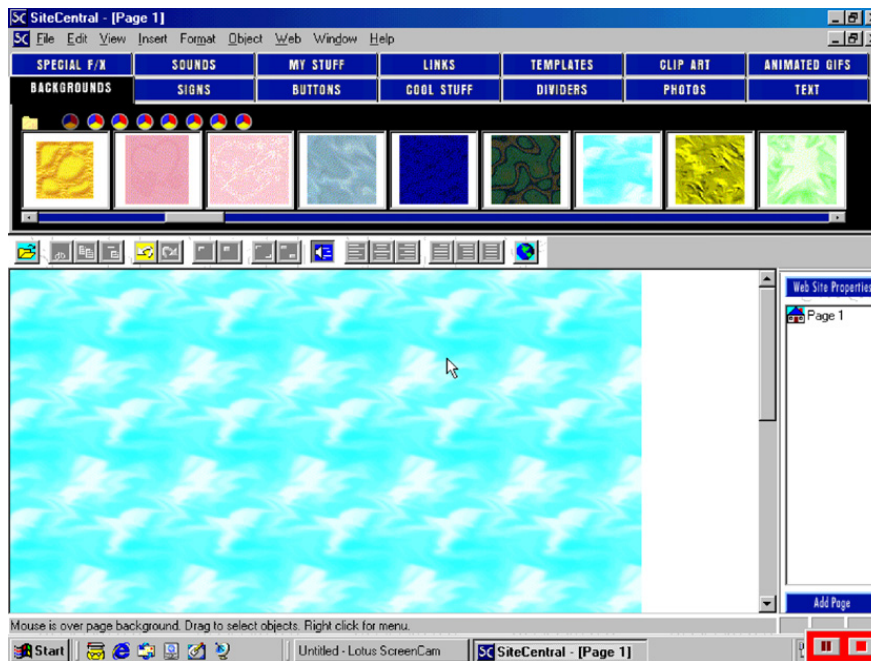 SC SiteCentral - [Page 1]
SC File Edit View Insert Format Object Web Window Help
SPECIAL F/X SOUNDS MY STUFF LINKS TEMPLATES CLIP ART ANIMATED GIFS
BACKGROUNDS SIGNS BUTTONS COOL STUFF DIVIDERS PHOTOS TEXT
Web Site Properties
Page 1
Add Page
Mouse is over page background. Drag to select objects. Right click for menu.
Start Untitled - Lotus ScreenCam SC SiteCentral - [Page 1]